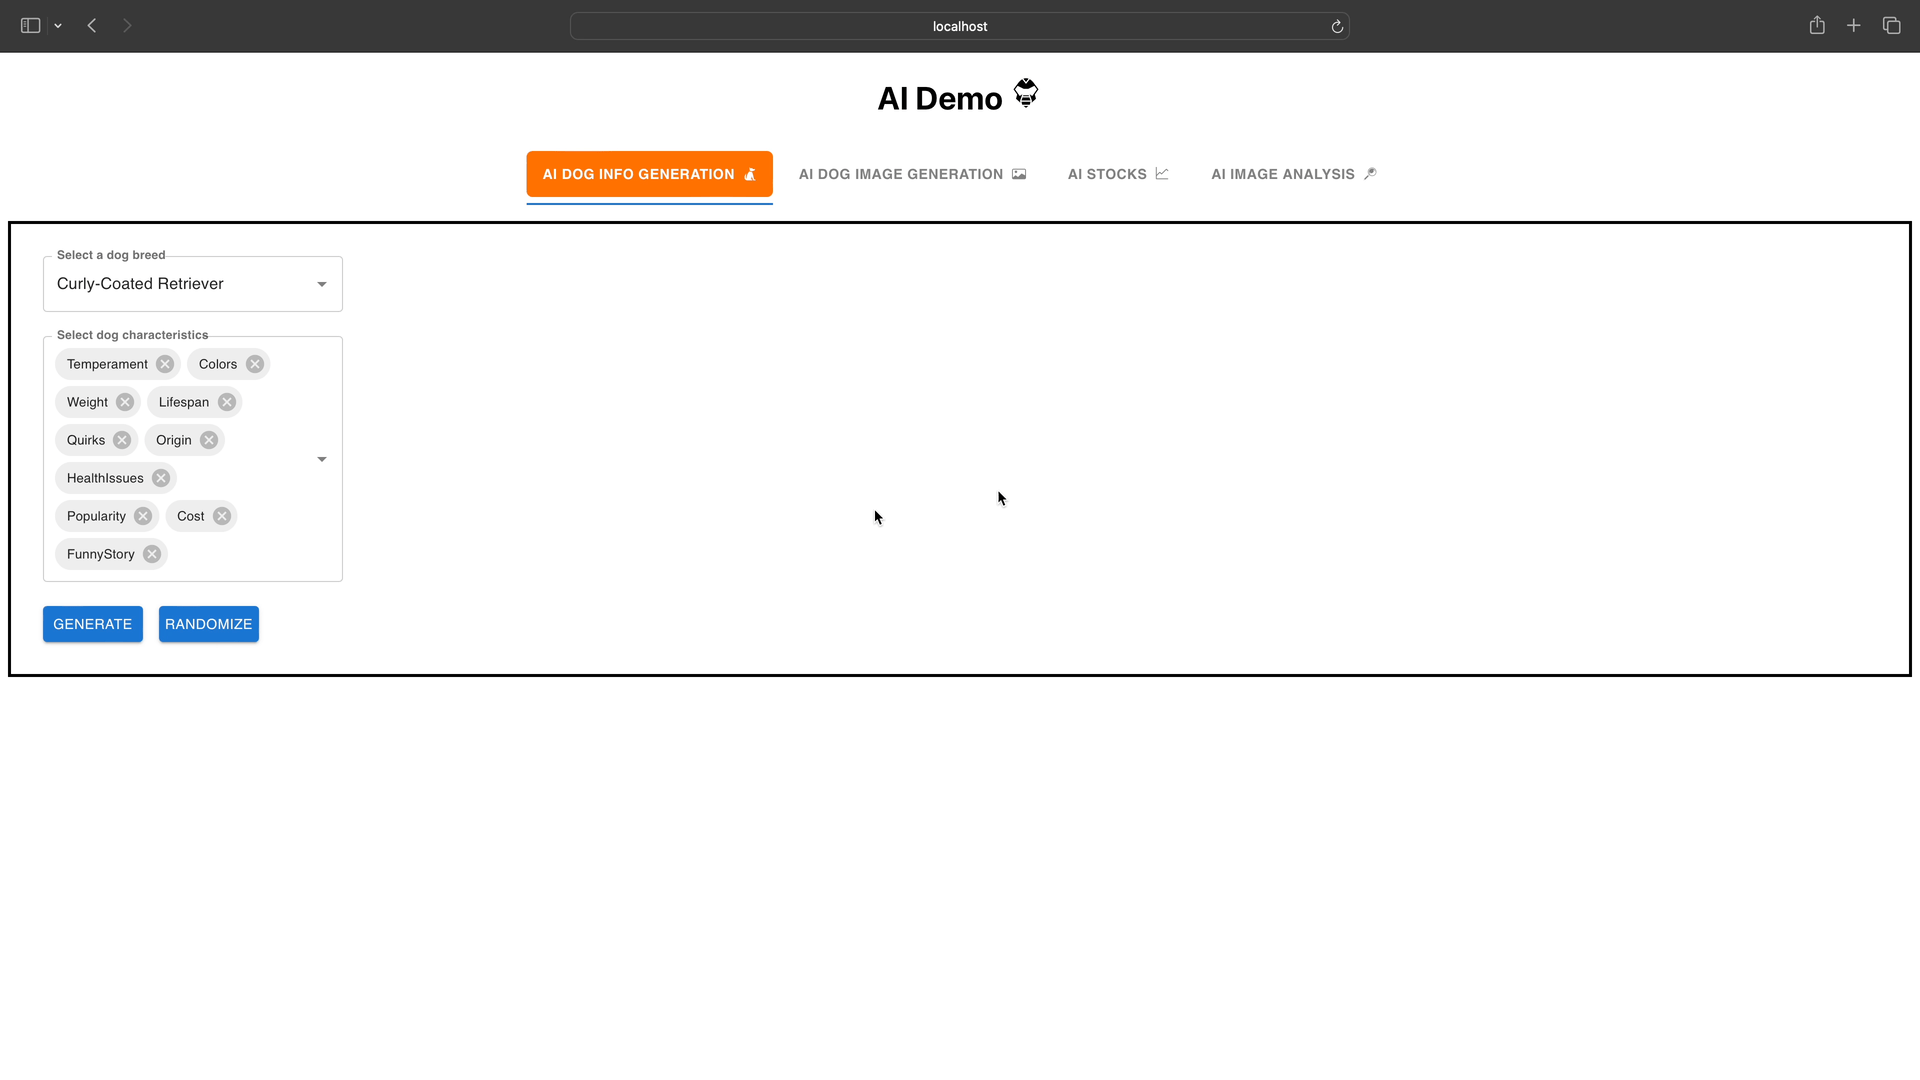 localhost
AI Demo
AI DOG INFO GENERATION
AI DOG IMAGE GENERATION
AI STOCKS
AI IMAGE ANALYSIS
Select a dog breed
Curly-Coated Retriever
Select dog characteristics
Temperament Colors
Weight Lifespan
Quirks Origin
HealthIssues
Popularity Cost
FunnyStory
GENERATE RANDOMIZE